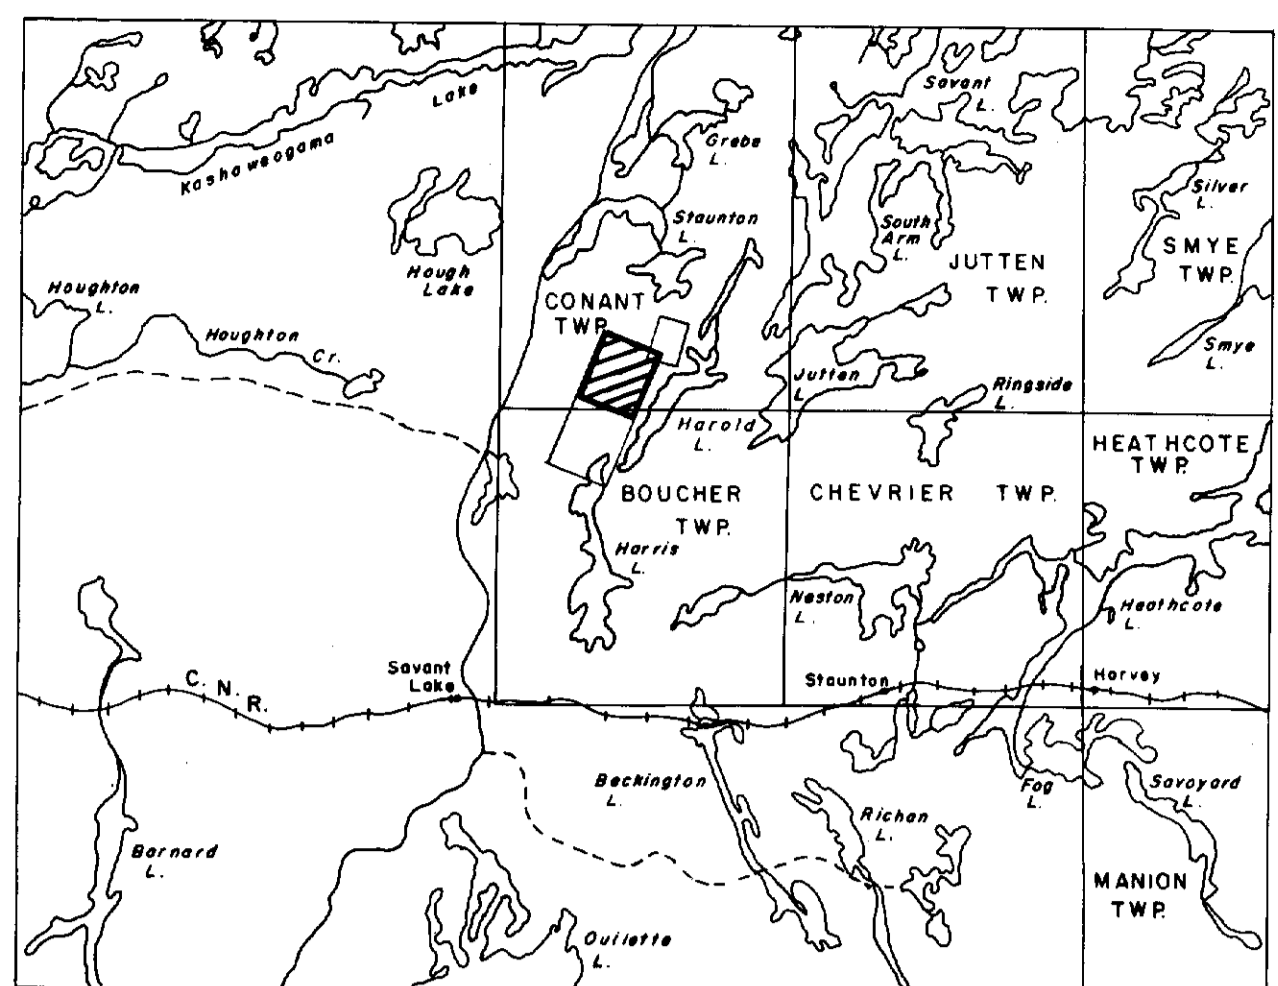 Savant
L.
Lake
Kashaweogama
Grebe
L.
Silver
L.
Staunton
L.
South
Arm
L.
SMYE
TWP.
JUTTEN
TWP.
Hough
Lake
Houghton
L.
CONANT
TWP.
Houghton
Cr.
Smye
L.
Jutten
L.
Ringside
L.
Harold
L.
HEATHCOTE
TWP.
BOUCHER
TWP.
CHEVRIER TWP.
Harris
L.
Neston
L.
Heathcote
L.
Savant
Lake
C. N. R.
Staunton
Harvey
Beckington
L.
Fog
L.
Savoyard
L.
Richan
L.
Barnard
L.
MANION
TWP.
Ouilette
L.